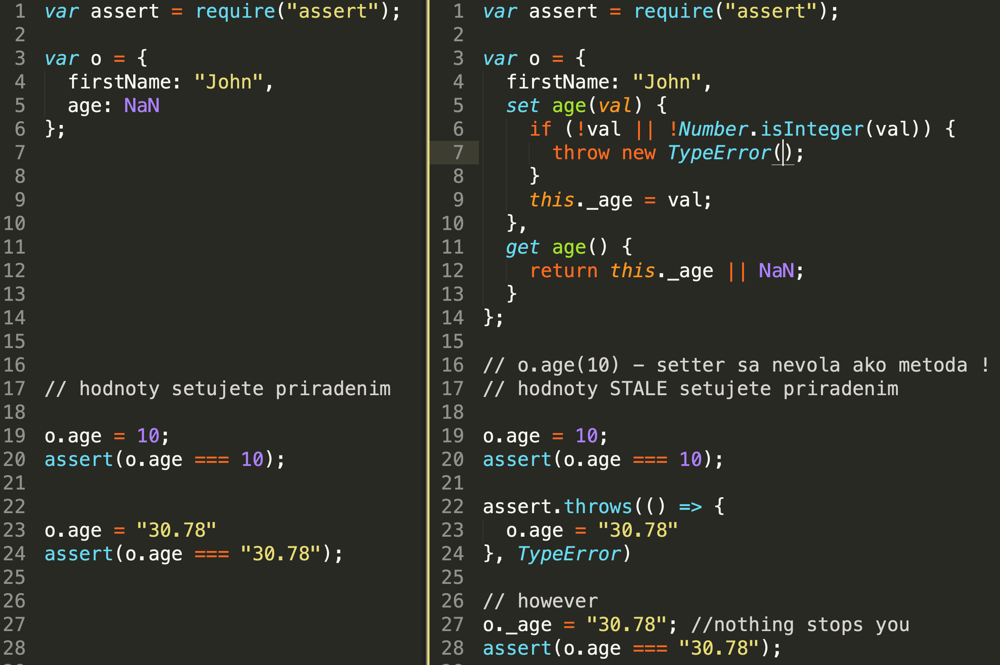 1 var assert = require("assert");
2
3 var o = {
4 firstName: "John",
5 age: NaN
6 };
7
8
9
10
11
12
13
14
15
16
17 // hodnoty setujete priradenim
18
19 o.age = 10;
20 assert(o.age === 10);
21
22
23 o.age = "30.78"
24 assert(o.age === "30.78");
25
26
27
28
1 var assert = require("assert");
2
3 var o = {
4 firstName: "John",
5 set age(val) {
6 if (!val || !Number.isInteger(val)) {
7 throw new TypeError();
8 }
9 this._age = val;
10 },
11 get age() {
12 return this._age || NaN;
13 }
14 };
15
16 // o.age(10) – setter sa nevola ako metoda !
17 // hodnoty STALE setujete priradenim
18
19 o.age = 10;
20 assert(o.age === 10);
21
22 assert.throws(() => {
23 o.age = "30.78"
24 }, TypeError)
25
26 // however
27 o._age = "30.78"; //nothing stops you
28 assert(o.age === "30.78");